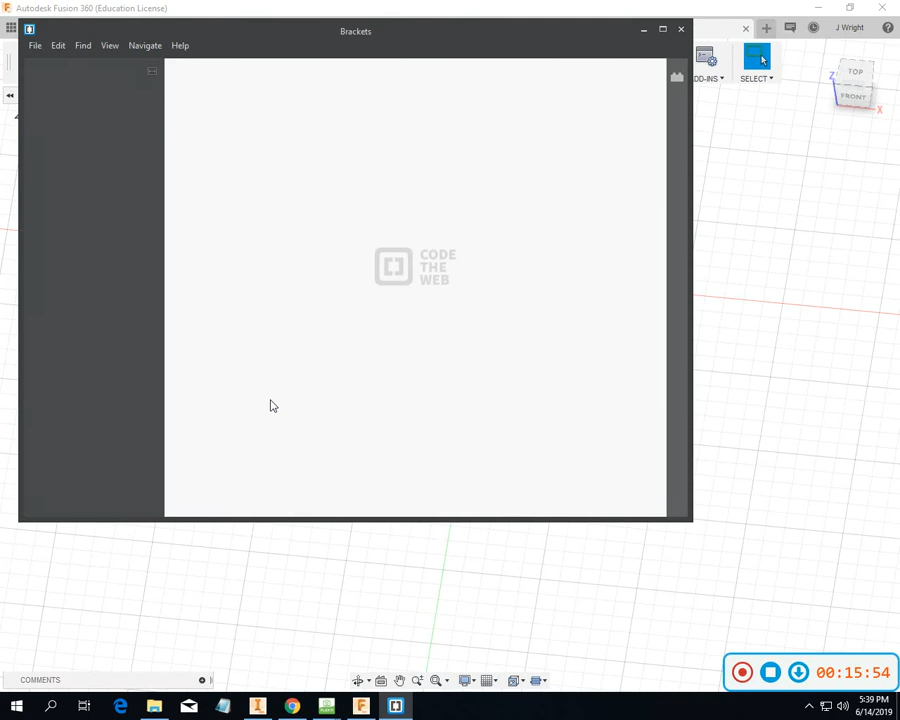 Autodesk Fusion 360 (Education License)
Brackets
File Edit Find View Navigate Help
J Wright
DD-INS
SELECT
TOP
FRONT
Z
X
CODE
THE
WEB
COMMENTS
00:15:54
5:39 PM
6/14/2019